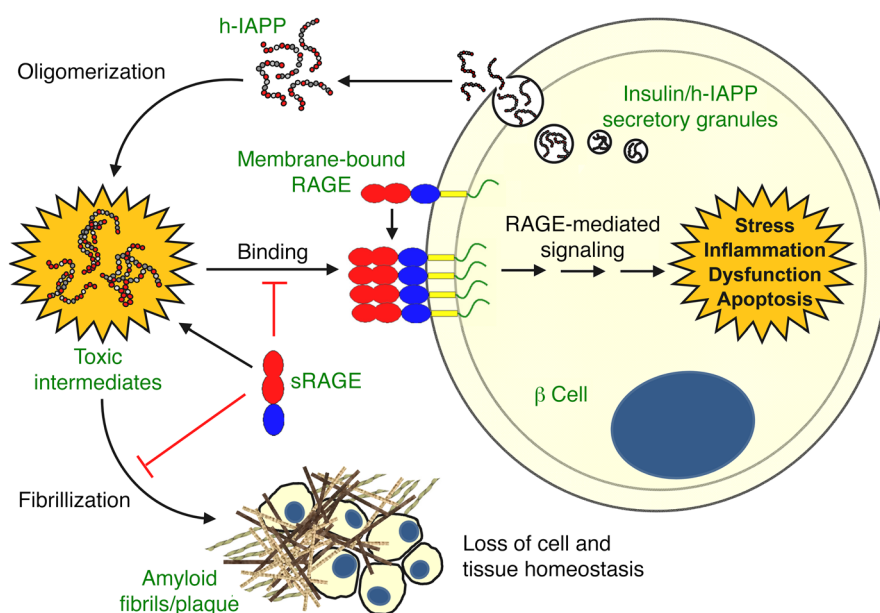 h-IAPP
Oligomerization
Insulin/h-IAPP
secretory granules
Membrane-bound
RAGE
Binding
RAGE-mediated
signaling
Stress
Inflammation
Dysfunction
Apoptosis
Toxic
intermediates
sRAGE
β Cell
Fibrillization
Loss of cell and
tissue homeostasis
Amyloid
fibrils/plaque